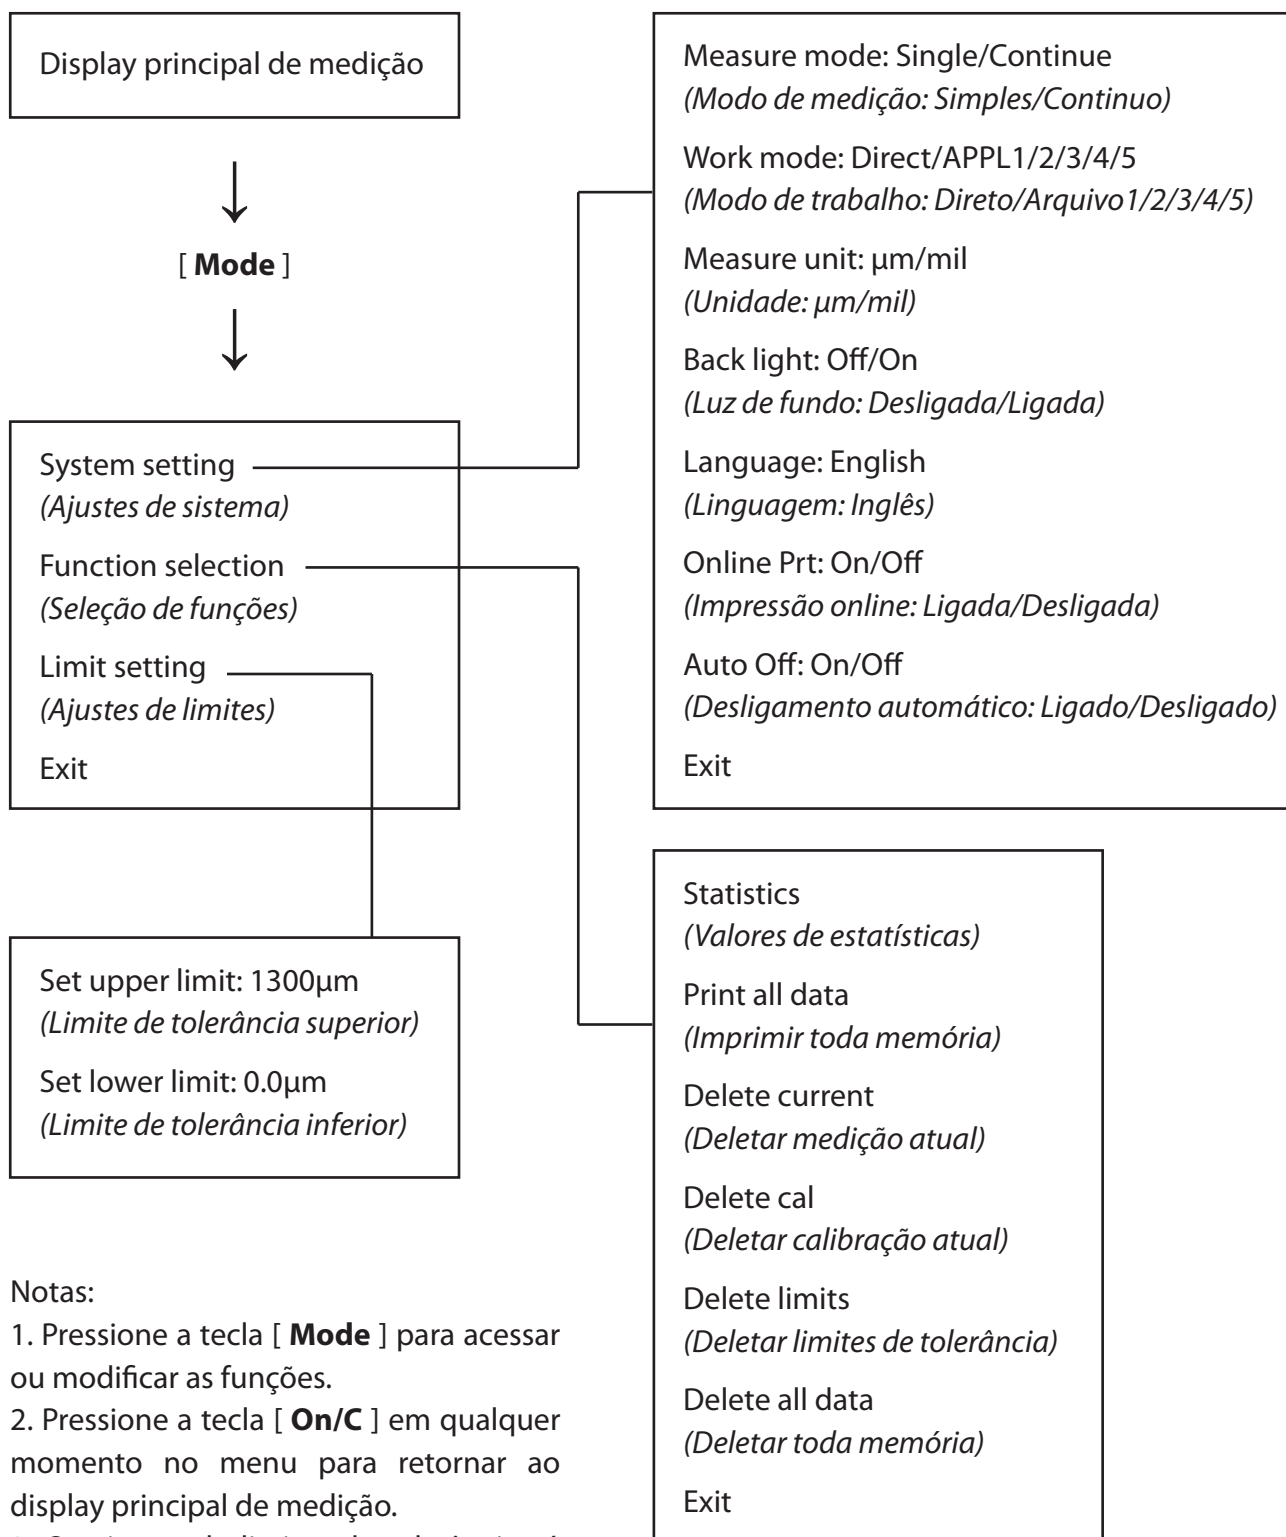 Display principal de medição
[ Mode ]
System setting
(Ajustes de sistema)
Function selection
(Seleção de funções)
Limit setting
(Ajustes de limites)
Exit
Measure mode: Single/Continue
(Modo de medição: Simples/Continuo)
Work mode: Direct/APPL1/2/3/4/5
(Modo de trabalho: Direto/Arquivo1/2/3/4/5)
Measure unit: μm/mil
(Unidade: μm/mil)
Back light: Off/On
(Luz de fundo: Desligada/Ligada)
Language: English
(Linguagem: Inglês)
Online Prt: On/Off
(Impressão online: Ligada/Desligada)
Auto Off: On/Off
(Desligamento automático: Ligado/Desligado)
Exit
Set upper limit: 1300μm
(Limite de tolerância superior)
Set lower limit: 0.0μm
(Limite de tolerância inferior)
Statistics
(Valores de estatísticas)
Print all data
(Imprimir toda memória)
Delete current
(Deletar medição atual)
Delete cal
(Deletar calibração atual)
Delete limits
(Deletar limites de tolerância)
Delete all data
(Deletar toda memória)
Exit
Notas:
1. Pressione a tecla [ Mode ] para acessar
ou modificar as funções.
2. Pressione a tecla [ On/C ] em qualquer
momento no menu para retornar ao
display principal de medição.